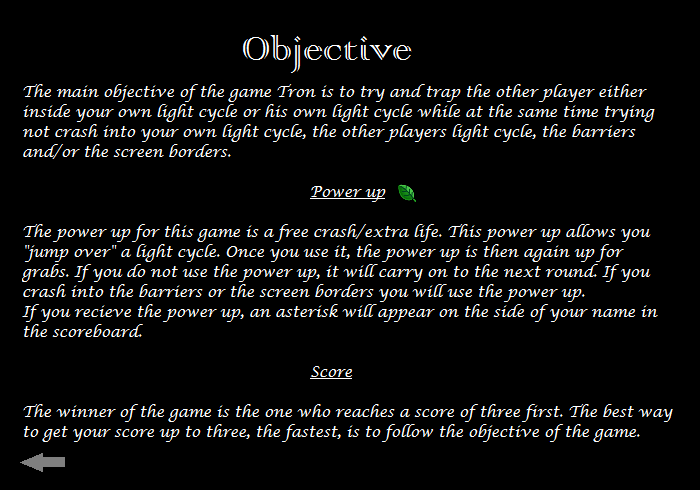 Objective
The main objective of the game Tron is to try and trap the other player either
inside your own light cycle or his own light cycle while at the same time trying
not crash into your own light cycle, the other players light cycle, the barriers
and/or the screen borders.
Power up
The power up for this game is a free crash/extra life. This power up allows you
"jump over" a light cycle. Once you use it, the power up is then again up for
grabs. If you do not use the power up, it will carry on to the next round. If you
crash into the barriers or the screen borders you will use the power up.
If you recieve the power up, an asterisk will appear on the side of your name in
the scoreboard.
Score
The winner of the game is the one who reaches a score of three first. The best way
to get your score up to three, the fastest, is to follow the objective of the game.